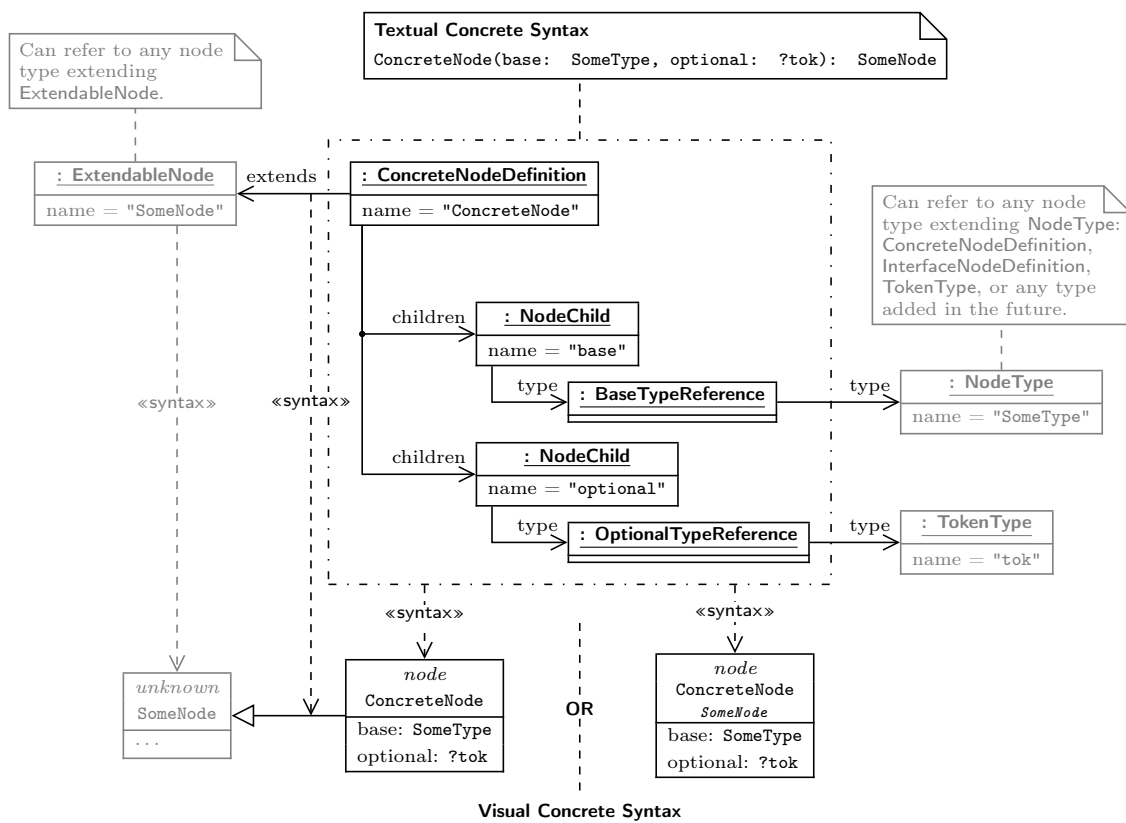 Textual Concrete Syntax
ConcreteNode(base: SomeType, optional: ?tok): SomeNode
Can refer to any node
type extending
ExtendableNode.
: ExtendableNode
name = "SomeNode"
extends
: ConcreteNodeDefinition
name = "ConcreteNode"
Can refer to any node
type extending NodeType:
ConcreteNodeDefinition,
InterfaceNodeDefinition,
TokenType, or any type
added in the future.
children
: NodeChild
name = "base"
type
: BaseTypeReference
type
: NodeType
name = "SomeType"
«syntax»
«syntax»
children
: NodeChild
name = "optional"
type
: OptionalTypeReference
type
: TokenType
name = "tok"
«syntax»
«syntax»
unknown
SomeNode
...
node
ConcreteNode
base: SomeType
optional: ?tok
OR
node
ConcreteNode
SomeNode
base: SomeType
optional: ?tok
Visual Concrete Syntax